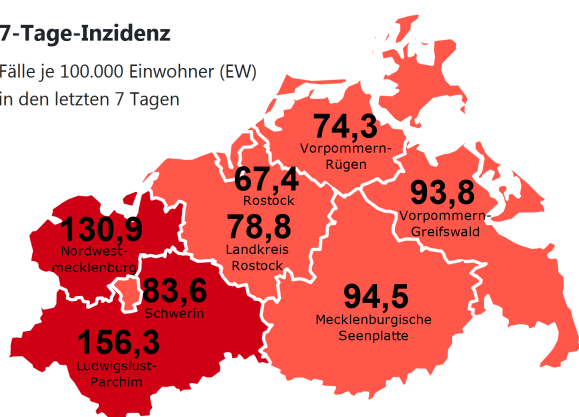 7-Tage-Inzidenz
Fälle je 100.000 Einwohner (EW)
in den letzten 7 Tagen
74,3
Vorpommern-
Rügen
67,4
Rostock
93,8
Vorpommern-
Greifswald
78,8
Landkreis
Rostock
130,9
Nordwest-
mecklenburg
83,6
Schwerin
94,5
Mecklenburgische
Seenplatte
156,3
Ludwigslust-
Parchim